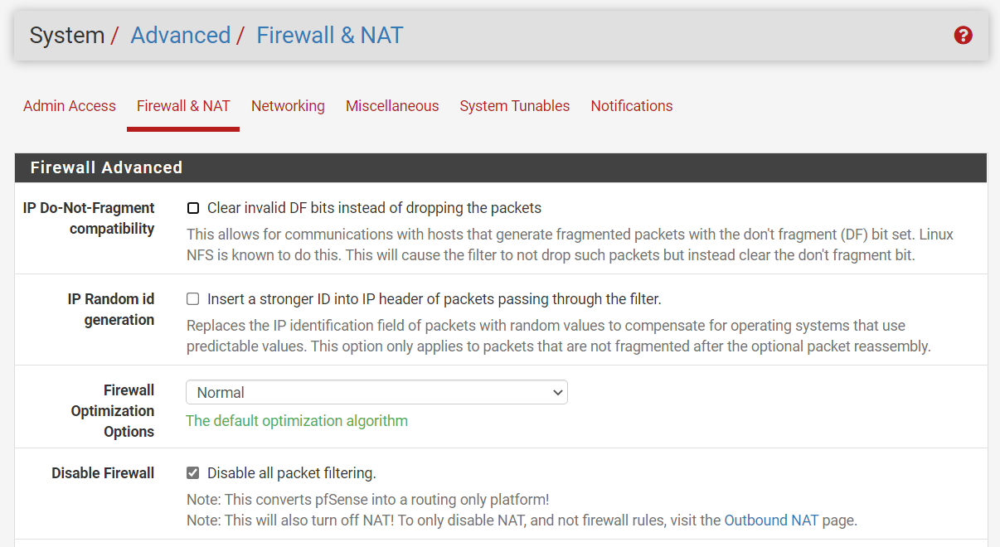 System / Advanced / Firewall & NAT
Admin Access Firewall & NAT Networking Miscellaneous System Tunables Notifications
Firewall Advanced
IP Do-Not-Fragment
compatibility
Clear invalid DF bits instead of dropping the packets
This allows for communications with hosts that generate fragmented packets with the don't fragment (DF) bit set. Linux
NFS is known to do this. This will cause the filter to not drop such packets but instead clear the don't fragment bit.
IP Random id
generation
Insert a stronger ID into IP header of packets passing through the filter.
Replaces the IP identification field of packets with random values to compensate for operating systems that use
predictable values. This option only applies to packets that are not fragmented after the optional packet reassembly.
Firewall
Optimization
Options
Normal
The default optimization algorithm
Disable Firewall
Disable all packet filtering.
Note: This converts pfSense into a routing only platform!
Note: This will also turn off NAT! To only disable NAT, and not firewall rules, visit the Outbound NAT page.